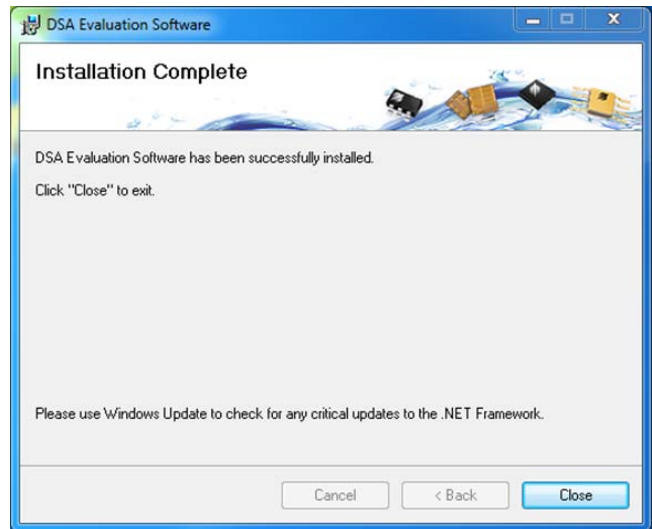 DSA Evaluation Software
Installation Complete
DSA Evaluation Software has been successfully installed.
Click "Close" to exit.
Please use Windows Update to check for any critical updates to the .NET Framework.
Cancel
< Back
Close